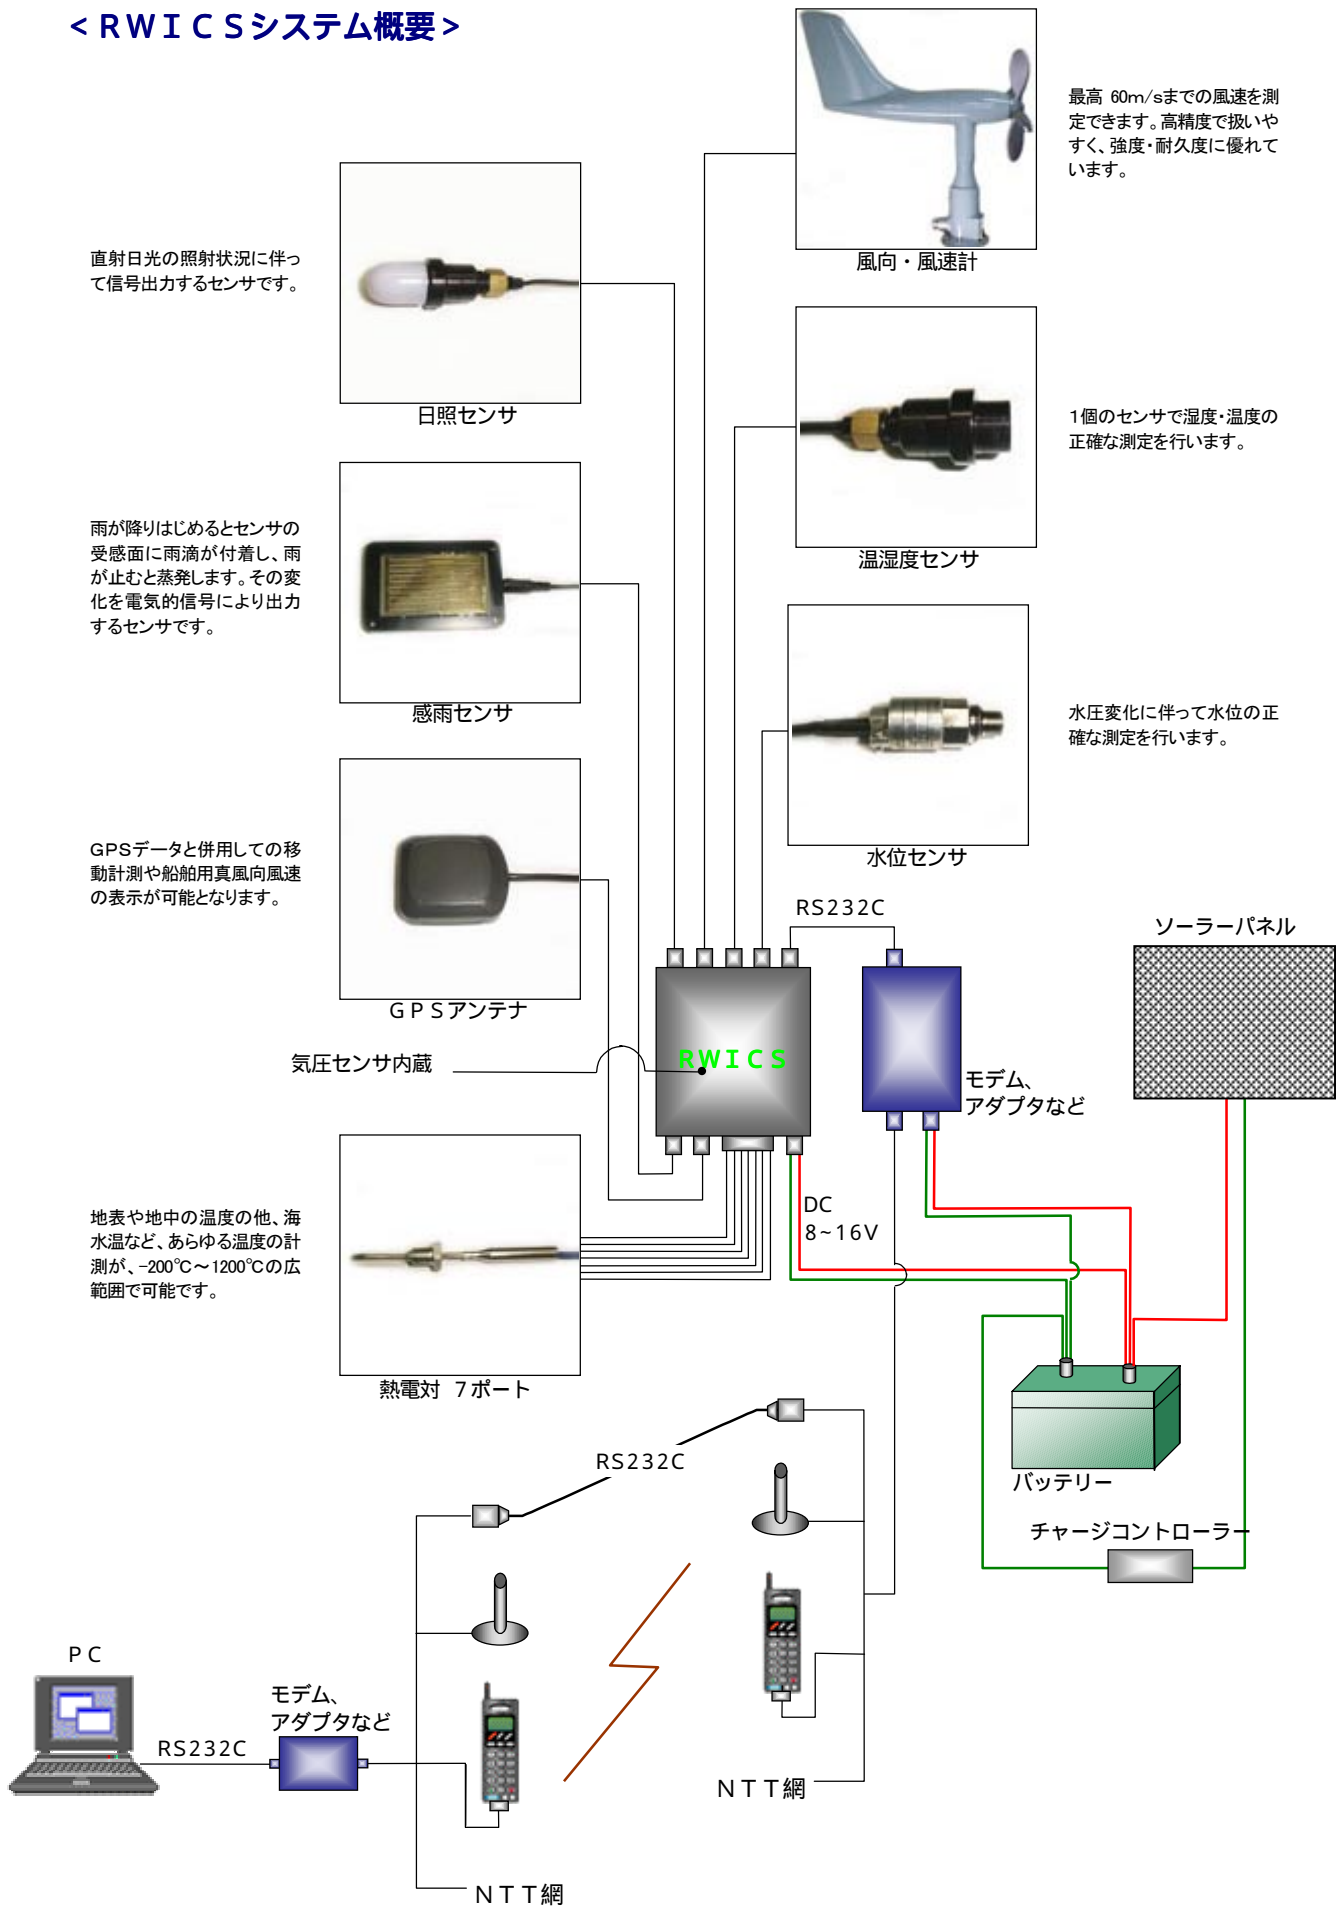 <ＲＷＩＣＳシステム概要>
最高 60m/sまでの風速を測
定できます。高精度で扱いや
すく、強度・耐久度に優れて
います。
風向・風速計
直射日光の照射状況に伴っ
て信号出力するセンサです。
日照センサ
1個のセンサで湿度・温度の
正確な測定を行います。
温湿度センサ
雨が降りはじめるとセンサの
受感面に雨滴が付着し、雨
が止むと蒸発します。その変
化を電気的信号により出力
するセンサです。
感雨センサ
水圧変化に伴って水位の正
確な測定を行います。
水位センサ
GPSデータと併用しての移
動計測や船舶用真風向風速
の表示が可能となります。
ＧＰＳアンテナ
RS232C
ソーラーパネル
気圧センサ内蔵
ＲＷＩＣＳ
モデム、
アダプタなど
地表や地中の温度の他、海
水温など、あらゆる温度の計
測が、-200℃～1200℃の広
範囲で可能です。
熱電対 7ポート
DC
8~16V
バッテリー
チャージコントローラー
RS232C
ＰＣ
RS232C
モデム、
アダプタなど
ＮＴＴ網
ＮＴＴ網